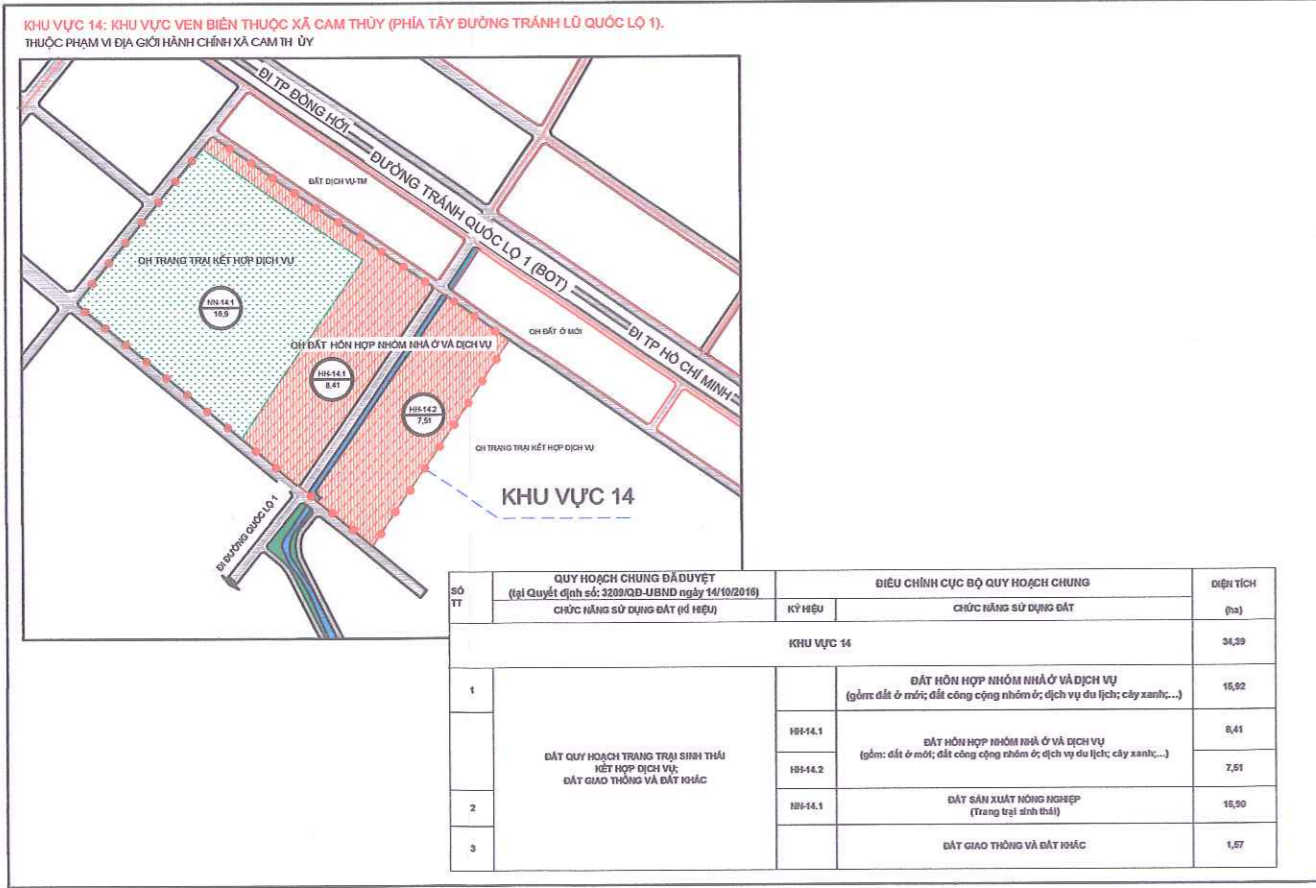 KHU VỰC 14: KHU VỰC VEN BIỂN THUỘC XÃ CAM THỦY (PHÍA TÂY ĐƯỜNG TRÁNH LŨ QUỐC LỘ 1).
THUỘC PHẠM VI ĐỊA GIỚI HÀNH CHÍNH XÃ CAM TH ỦY
ĐI TP ĐỒNG HỚI
ĐƯỜNG TRÁNH QUỐC LỘ 1 (BOT)
ĐI TP HỒ CHÍ MINH
ĐẤT DỊCH VỤ-TM
QH TRANG TRẠI KẾT HỢP DỊCH VỤ
NN-14.1
16,9
QH ĐẤT Ở MỚI
QH ĐẤT HỖN HỢP NHÓM NHÀ Ở VÀ DỊCH VỤ
HH-14.1
8,41
HH-14.2
7,51
QH TRANG TRẠI KẾT HỢP DỊCH VỤ
KHU VỰC 14
ĐI ĐƯỜNG QUỐC LỘ 1
SỐ TT
QUY HOẠCH CHUNG ĐÃ DUYỆT
(tại Quyết định số: 3209/QĐ-UBND ngày 14/10/2016)
ĐIỀU CHỈNH CỤC BỘ QUY HOẠCH CHUNG
DIỆN TÍCH
(ha)
CHỨC NĂNG SỬ DỤNG ĐẤT (KÍ HIỆU)
KÝ HIỆU
CHỨC NĂNG SỬ DỤNG ĐẤT
KHU VỰC 14
34,39
1
ĐẤT HỖN HỢP NHÓM NHÀ Ở VÀ DỊCH VỤ
(gồm: đất ở mới; đất công cộng nhóm ở; dịch vụ du lịch; cây xanh;...)
15,92
ĐẤT QUY HOẠCH TRANG TRẠI SINH THÁI
KẾT HỢP DỊCH VỤ;
ĐẤT GIAO THÔNG VÀ ĐẤT KHÁC
HH-14.1
ĐẤT HỖN HỢP NHÓM NHÀ Ở VÀ DỊCH VỤ
(gồm: đất ở mới; đất công cộng nhóm ở; dịch vụ du lịch; cây xanh;...)
8,41
HH-14.2
7,51
2
NN-14.1
ĐẤT SẢN XUẤT NÔNG NGHIỆP
(Trang trại sinh thái)
16,90
3
ĐẤT GIAO THÔNG VÀ ĐẤT KHÁC
1,57